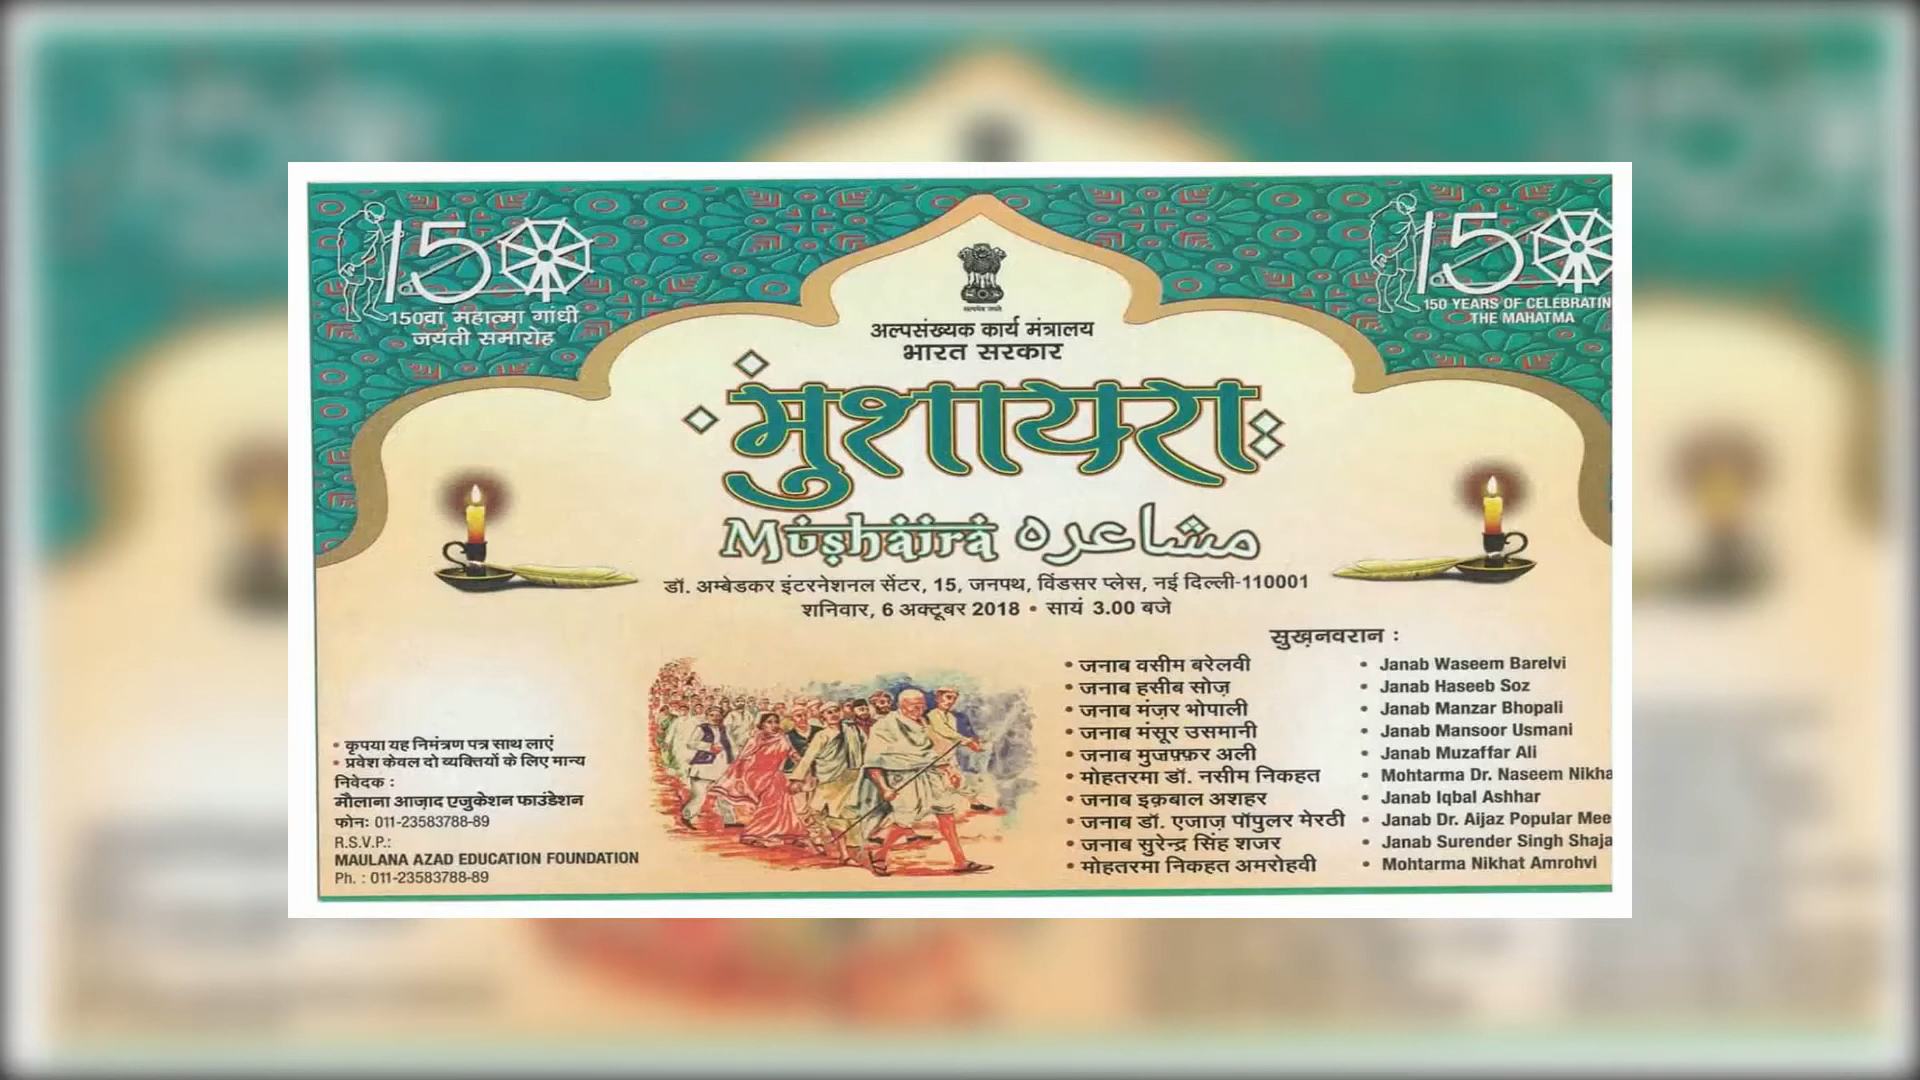 150
150वां महात्मा गांधी
जयंती समारोह
150
150 YEARS OF CELEBRATIN
THE MAHATMA
अल्पसंख्यक कार्य मंत्रालय
भारत सरकार
मुशायरा
Mushaira مشاعرہ
डॉ. अम्बेडकर इंटरनेशनल सेंटर, 15, जनपथ, विंडसर प्लेस, नई दिल्ली-110001
शनिवार, 6 अक्टूबर 2018 • सायं 3.00 बजे
सुख़नवरान :
• जनाब वसीम बरेलवी
• जनाब हसीब सोज़
• जनाब मंज़र भोपाली
• जनाब मंसूर उसमानी
• जनाब मुज़फ़्फ़र अली
• मोहतरमा डॉ. नसीम निकहत
• जनाब इक़बाल अशहर
• जनाब डॉ. एजाज़ पॉपुलर मेरठी
• जनाब सुरेन्द्र सिंह शजर
• मोहतरमा निकहत अमरोहवी
• Janab Waseem Barelvi
• Janab Haseeb Soz
• Janab Manzar Bhopali
• Janab Mansoor Usmani
• Janab Muzaffar Ali
• Mohtarma Dr. Naseem Nikha
• Janab Iqbal Ashhar
• Janab Dr. Aijaz Popular Mee
• Janab Surender Singh Shaja
• Mohtarma Nikhat Amrohvi
• कृपया यह निमंत्रण पत्र साथ लाएं
• प्रवेश केवल दो व्यक्तियों के लिए मान्य
निवेदक :
मौलाना आज़ाद एजुकेशन फाउंडेशन
फोन: 011-23583788-89
R.S.V.P.:
MAULANA AZAD EDUCATION FOUNDATION
Ph. : 011-23583788-89